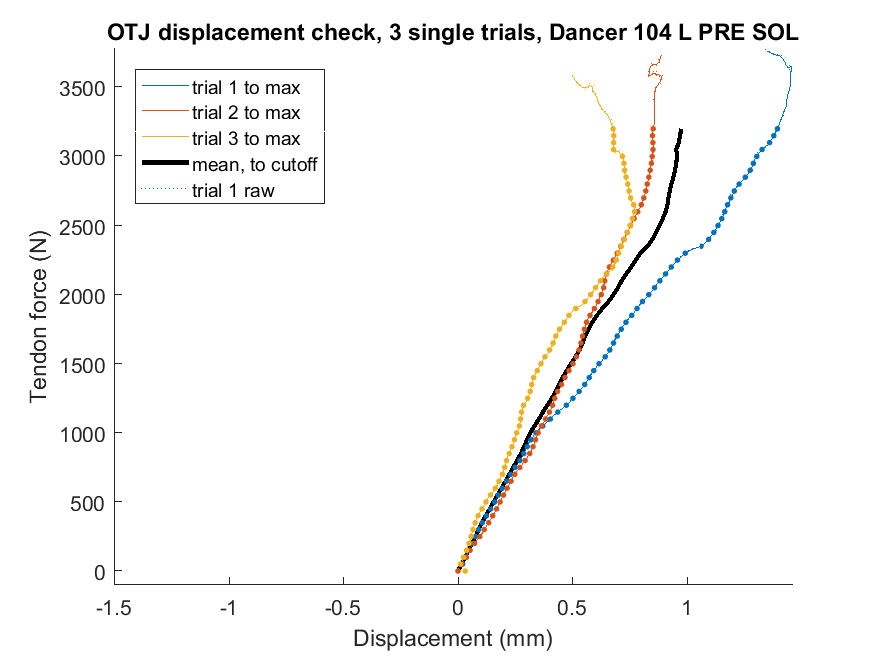 OTJ displacement check, 3 single trials, Dancer 104 L PRE SOL
trial 1 to max
trial 2 to max
trial 3 to max
mean, to cutoff
trial 1 raw
Tendon force (N)
3500
3000
2500
2000
1500
1000
500
0
-1.5 -1 -0.5 0 0.5 1
Displacement (mm)